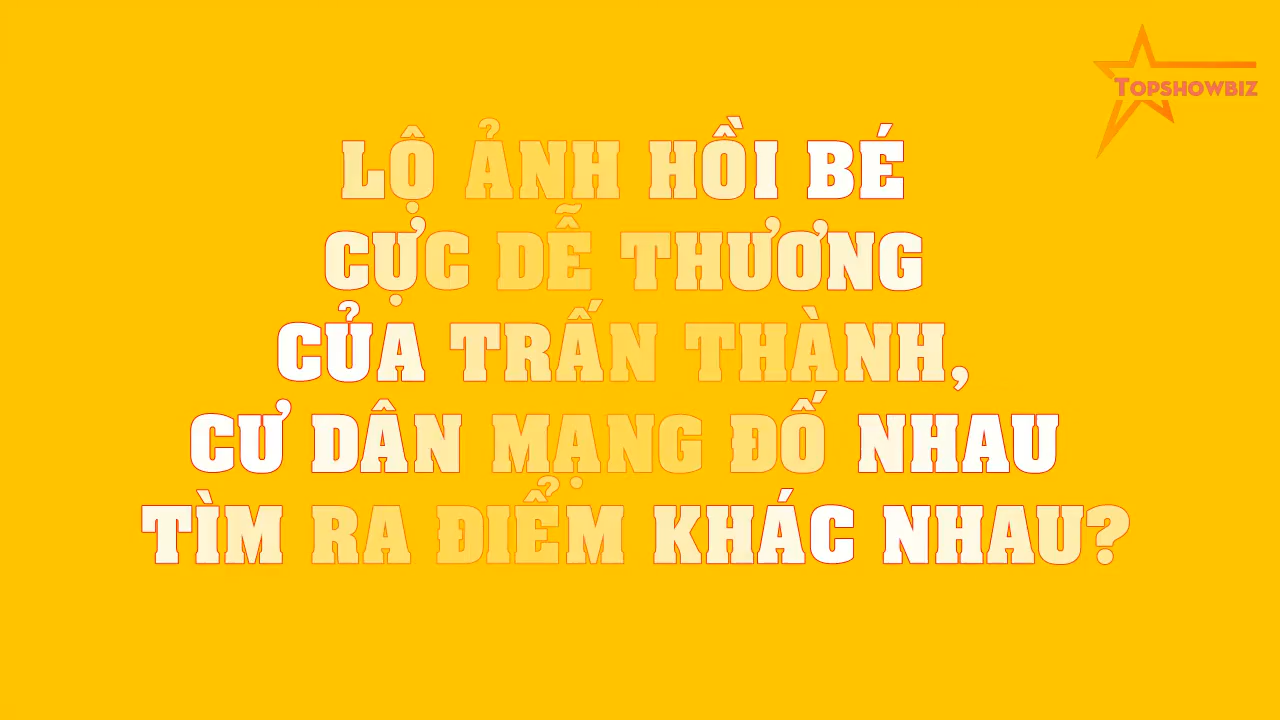 TOPSHOWBIZ
LỘ ẢNH HỒI BÉ
CỰC DỄ THƯƠNG
CỦA TRẤN THÀNH,
CƯ DÂN MẠNG ĐỐ NHAU
TÌM RA ĐIỂM KHÁC NHAU?